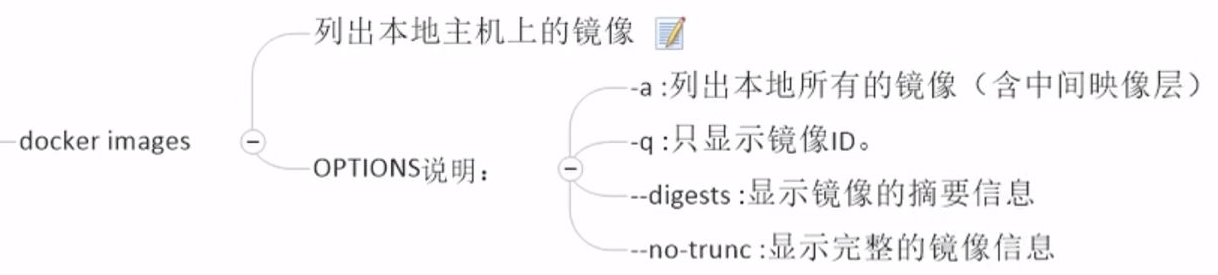 列出本地主机上的镜像
-a :列出本地所有的镜像（含中间映像层）
docker images
-q :只显示镜像ID。
OPTIONS说明：
--digests :显示镜像的摘要信息
--no-trunc :显示完整的镜像信息